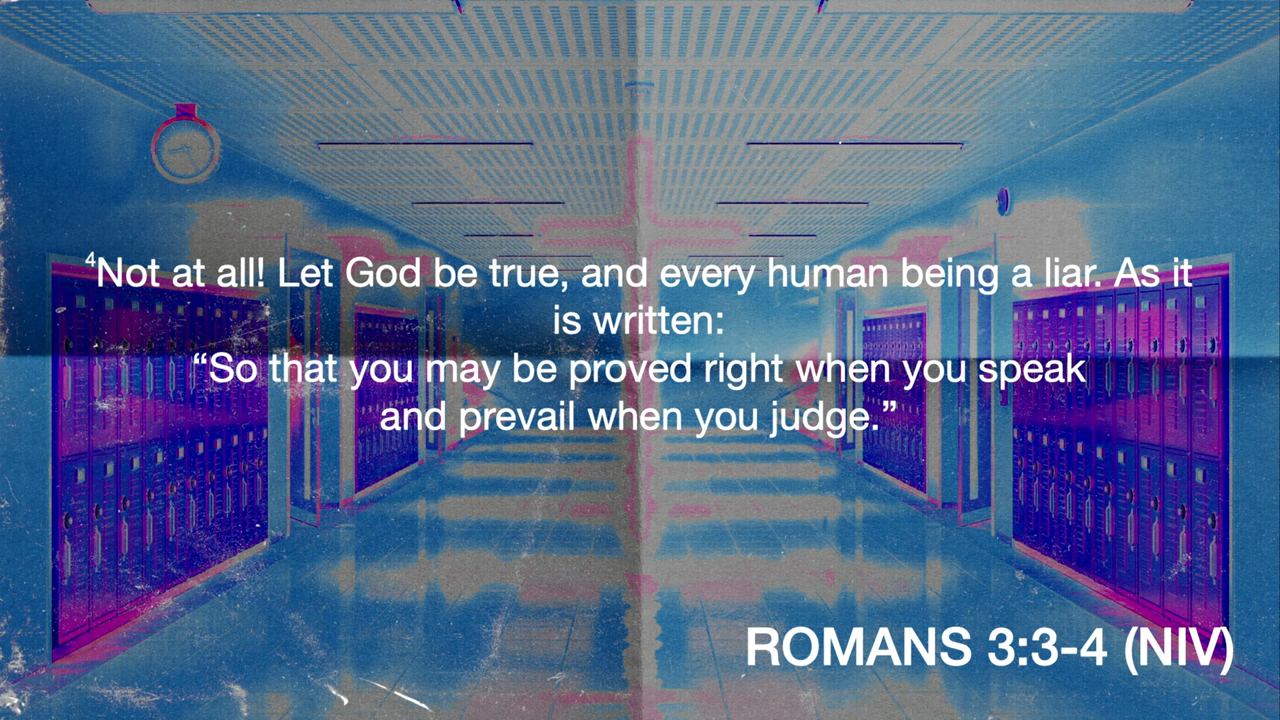 ⁴Not at all! Let God be true, and every human being a liar. As it
is written:
“So that you may be proved right when you speak
and prevail when you judge.”
ROMANS 3:3-4 (NIV)